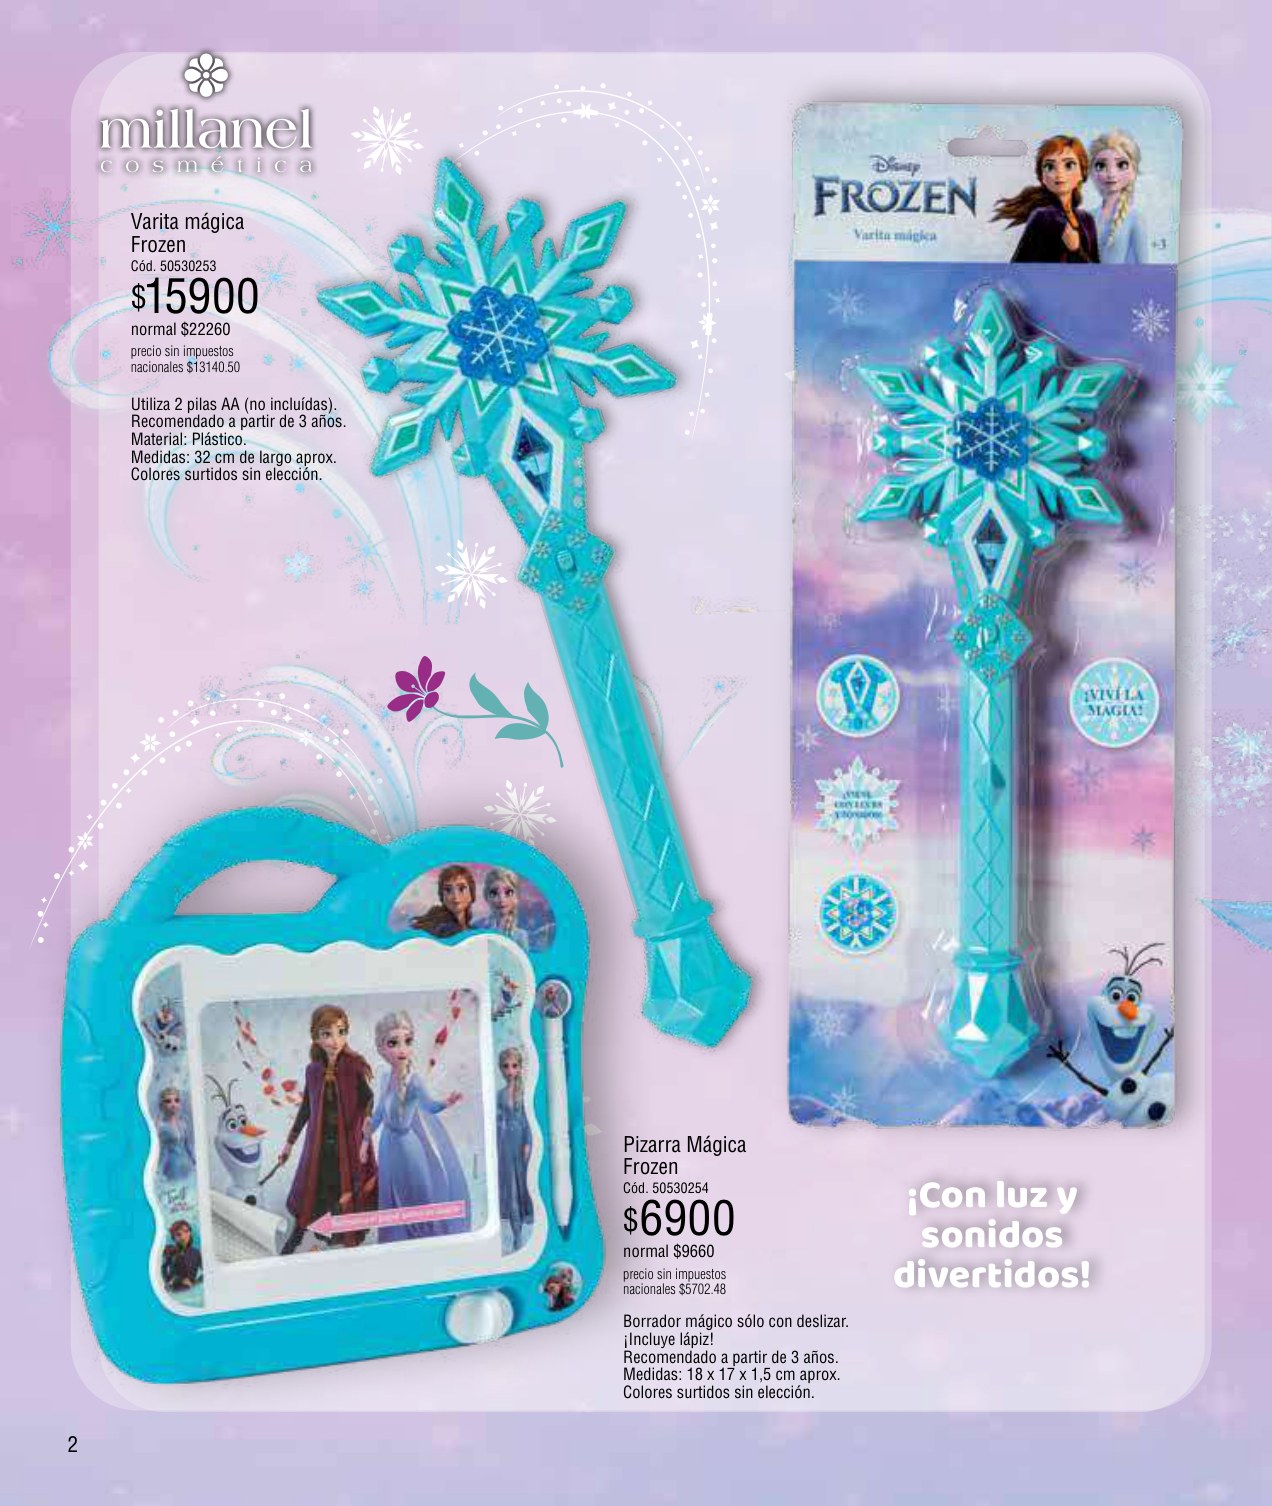 millanel
cosmética
Varita mágica
Frozen
Cód. 50530253
$15900
normal $22260
precio sin impuestos
nacionales $13140.50
Utiliza 2 pilas AA (no incluídas).
Recomendado a partir de 3 años.
Material: Plástico.
Medidas: 32 cm de largo aprox.
Colores surtidos sin elección.
Disney
FROZEN
Varita mágica
+3
¡VIVÍ LA
MAGIA!
Pizarra Mágica
Frozen
Cód. 50530254
$6900
normal $9660
precio sin impuestos
nacionales $5702.48
Borrador mágico sólo con deslizar.
¡Incluye lápiz!
Recomendado a partir de 3 años.
Medidas: 18 x 17 x 1,5 cm aprox.
Colores surtidos sin elección.
¡Con luz y
sonidos
divertidos!
2